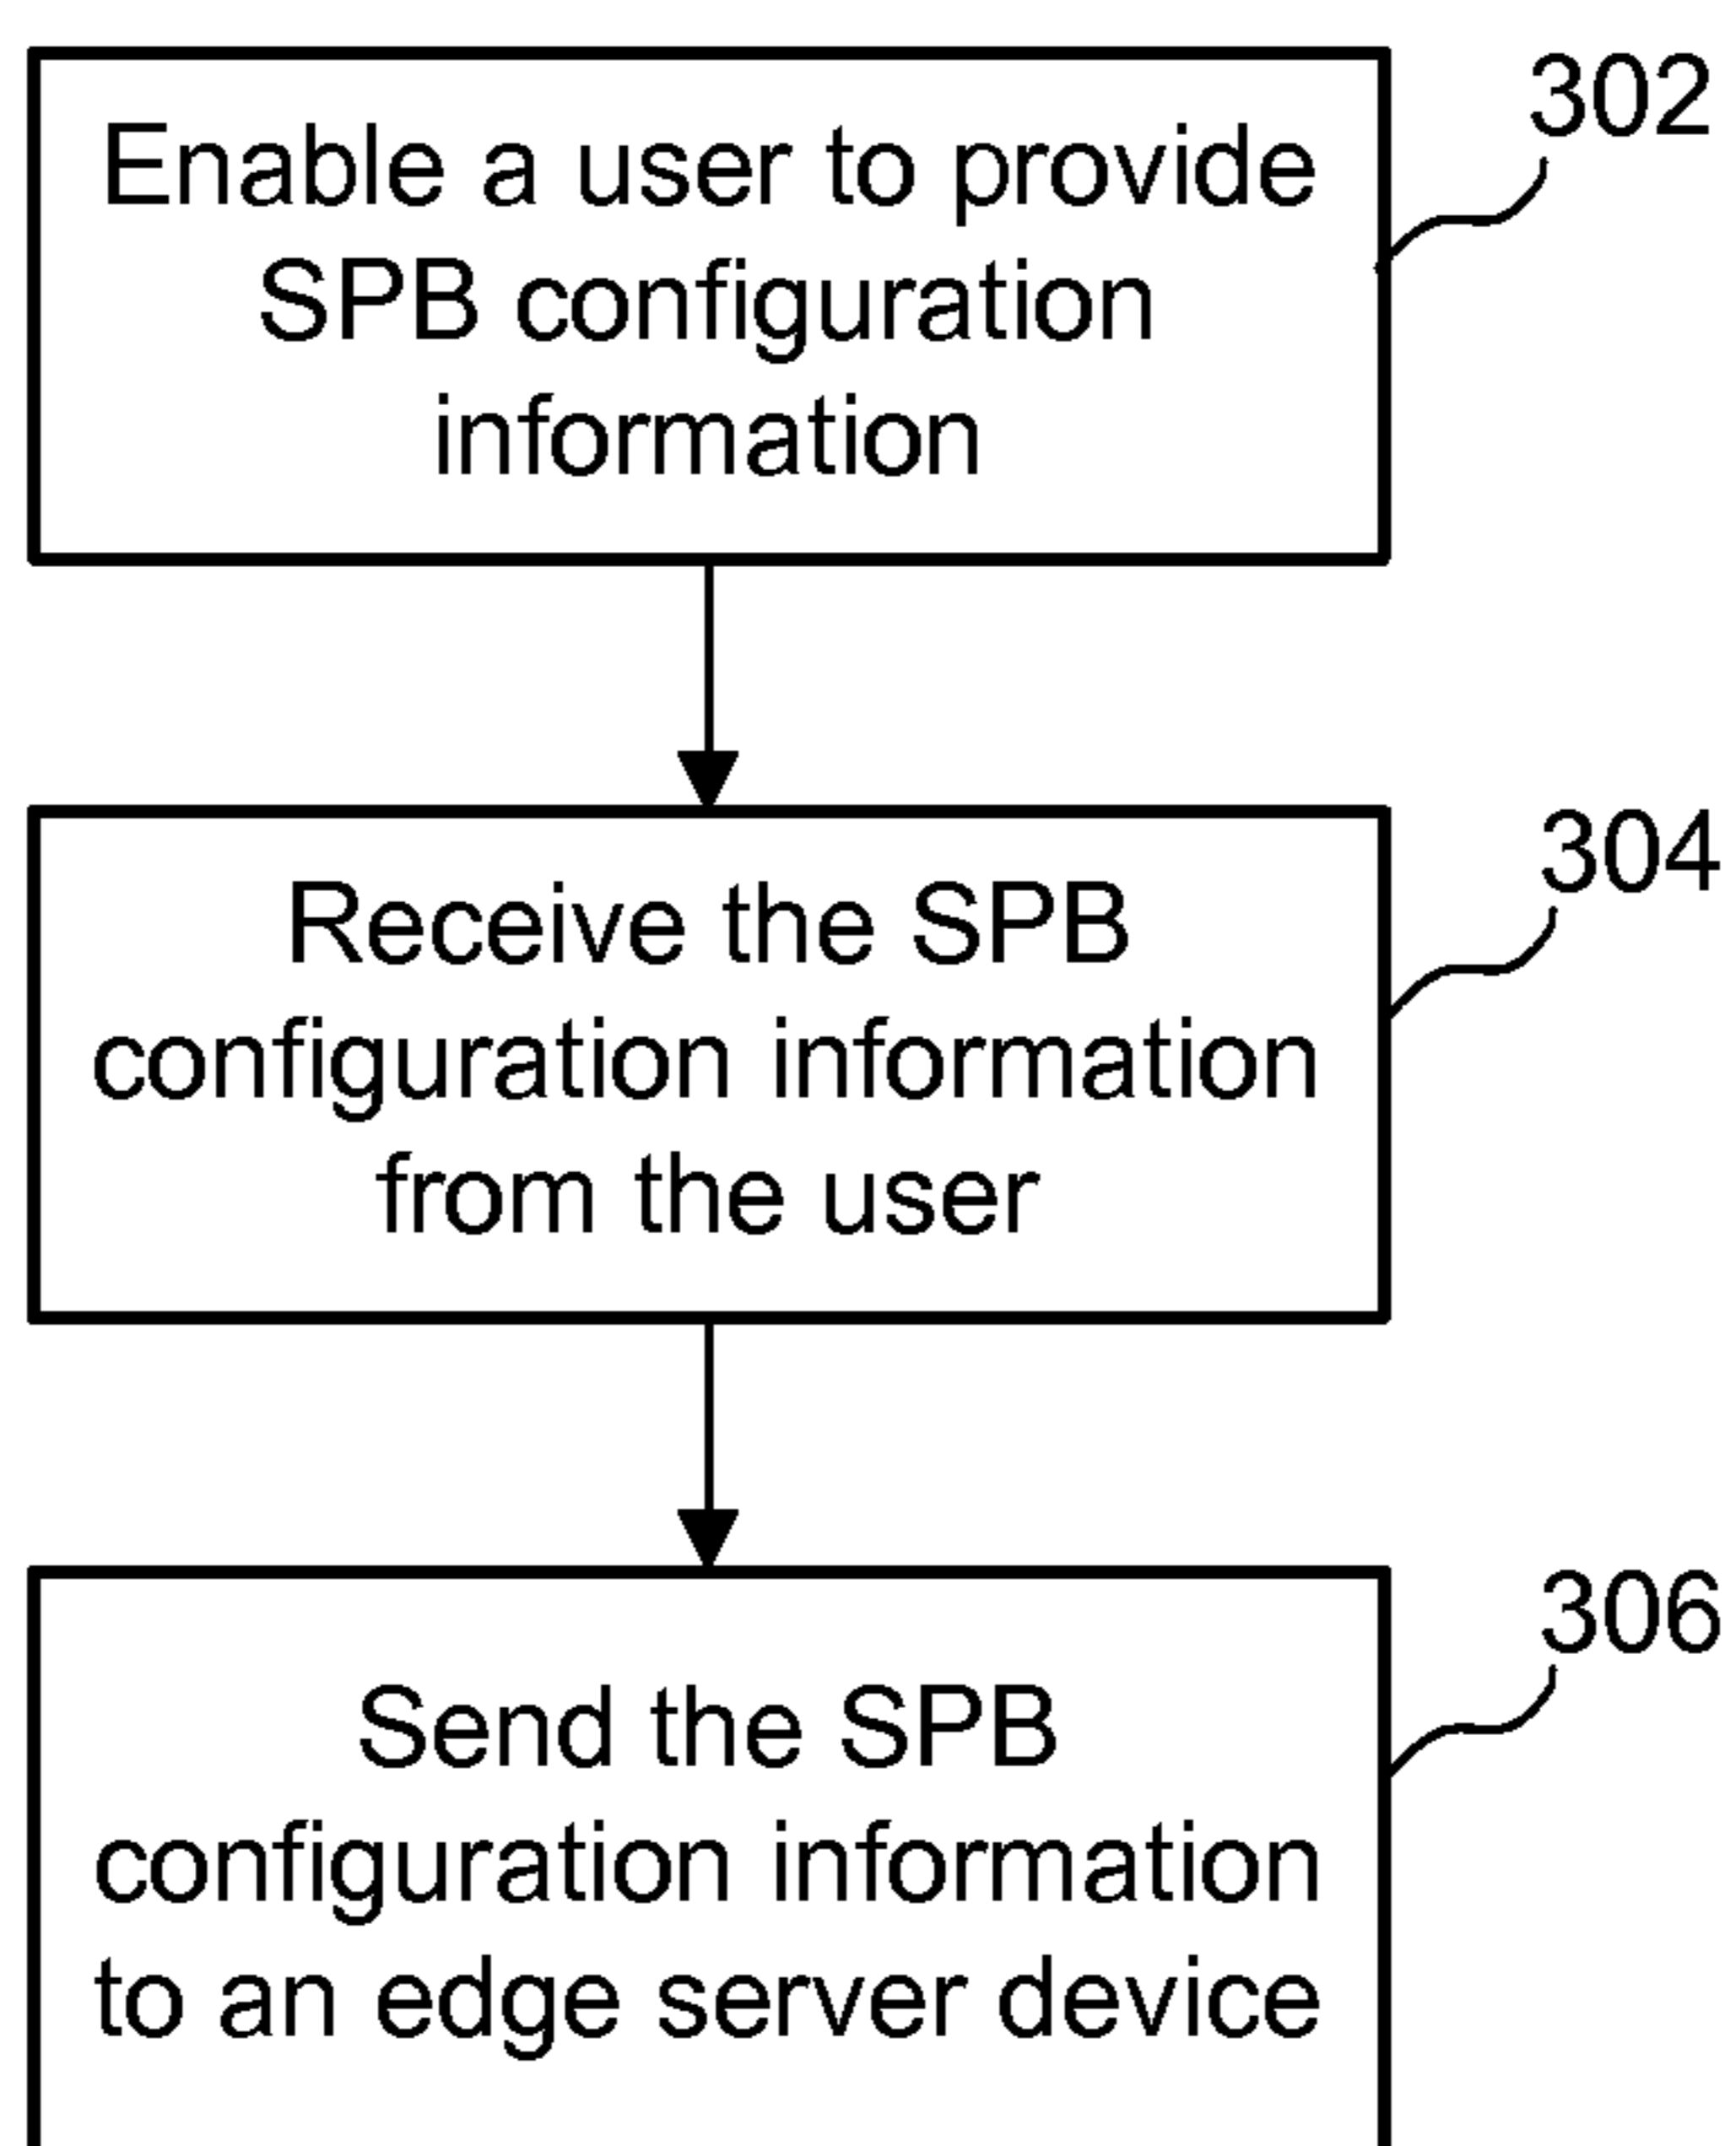 Enable a user to provide
SPB configuration
information
302
Receive the SPB
configuration information
from the user
304
Send the SPB
configuration information
to an edge server device
306